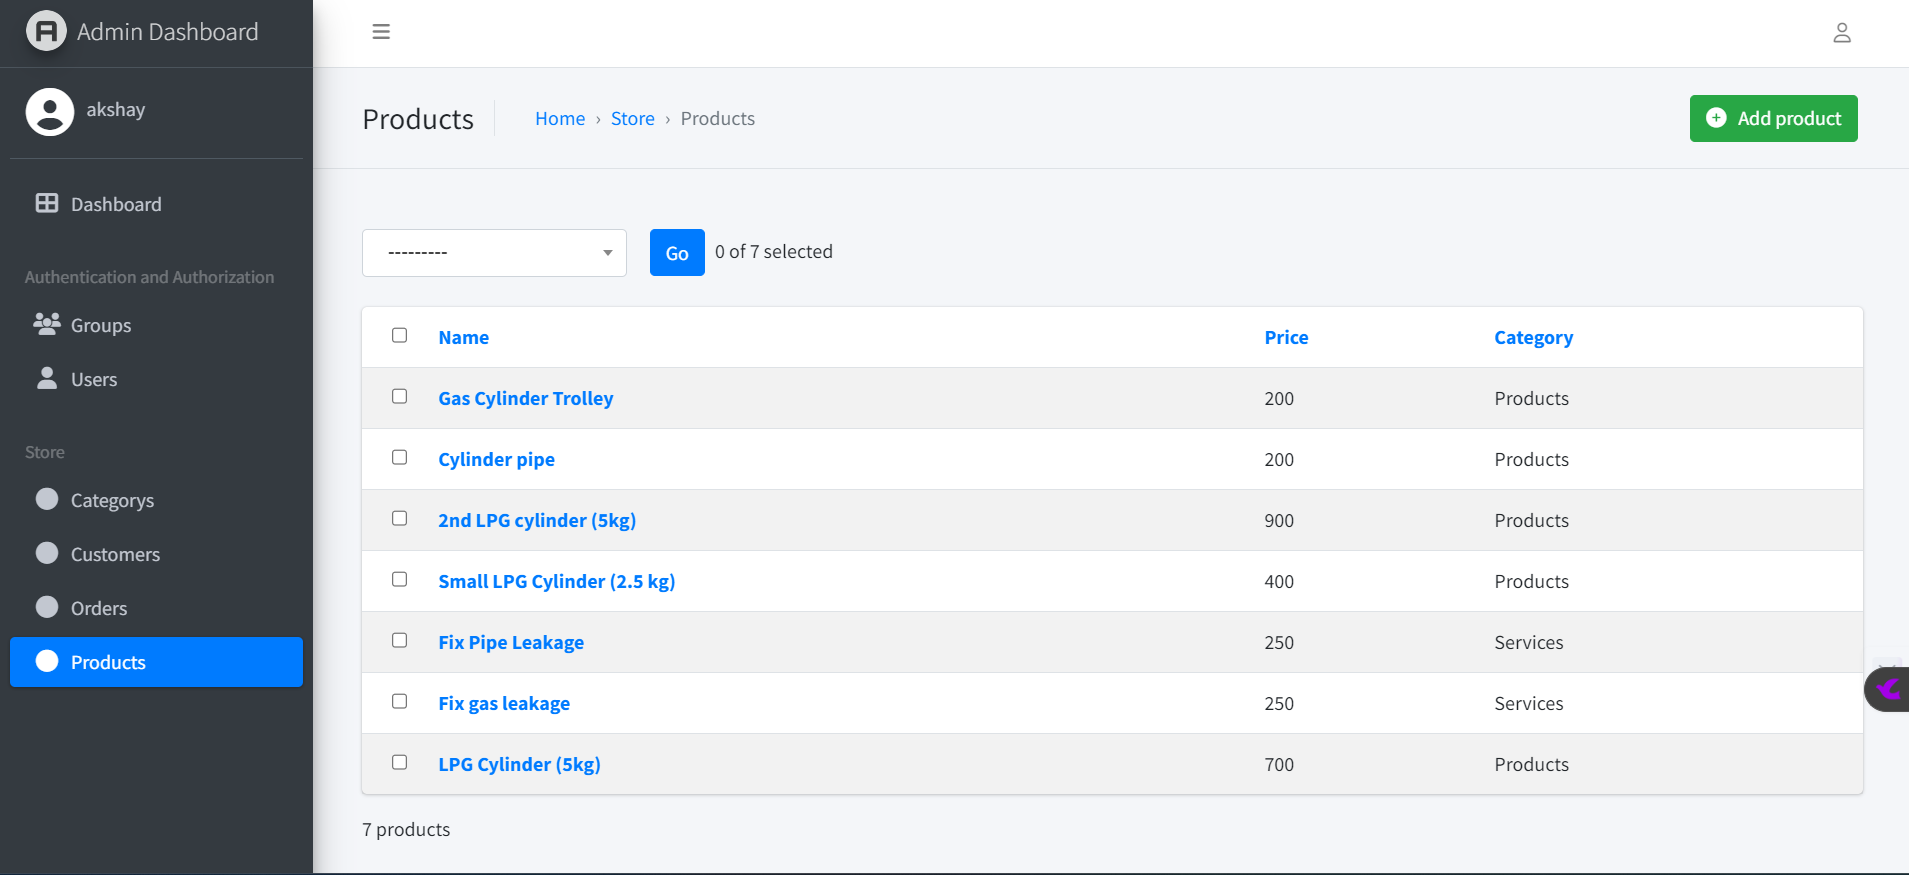 Admin Dashboard
akshay
Dashboard
Authentication and Authorization
Groups
Users
Store
Categorys
Customers
Orders
Products
Products
Home › Store › Products
Add product
---------
Go
0 of 7 selected
Name Price Category
Gas Cylinder Trolley 200 Products
Cylinder pipe 200 Products
2nd LPG cylinder (5kg) 900 Products
Small LPG Cylinder (2.5 kg) 400 Products
Fix Pipe Leakage 250 Services
Fix gas leakage 250 Services
LPG Cylinder (5kg) 700 Products
7 products